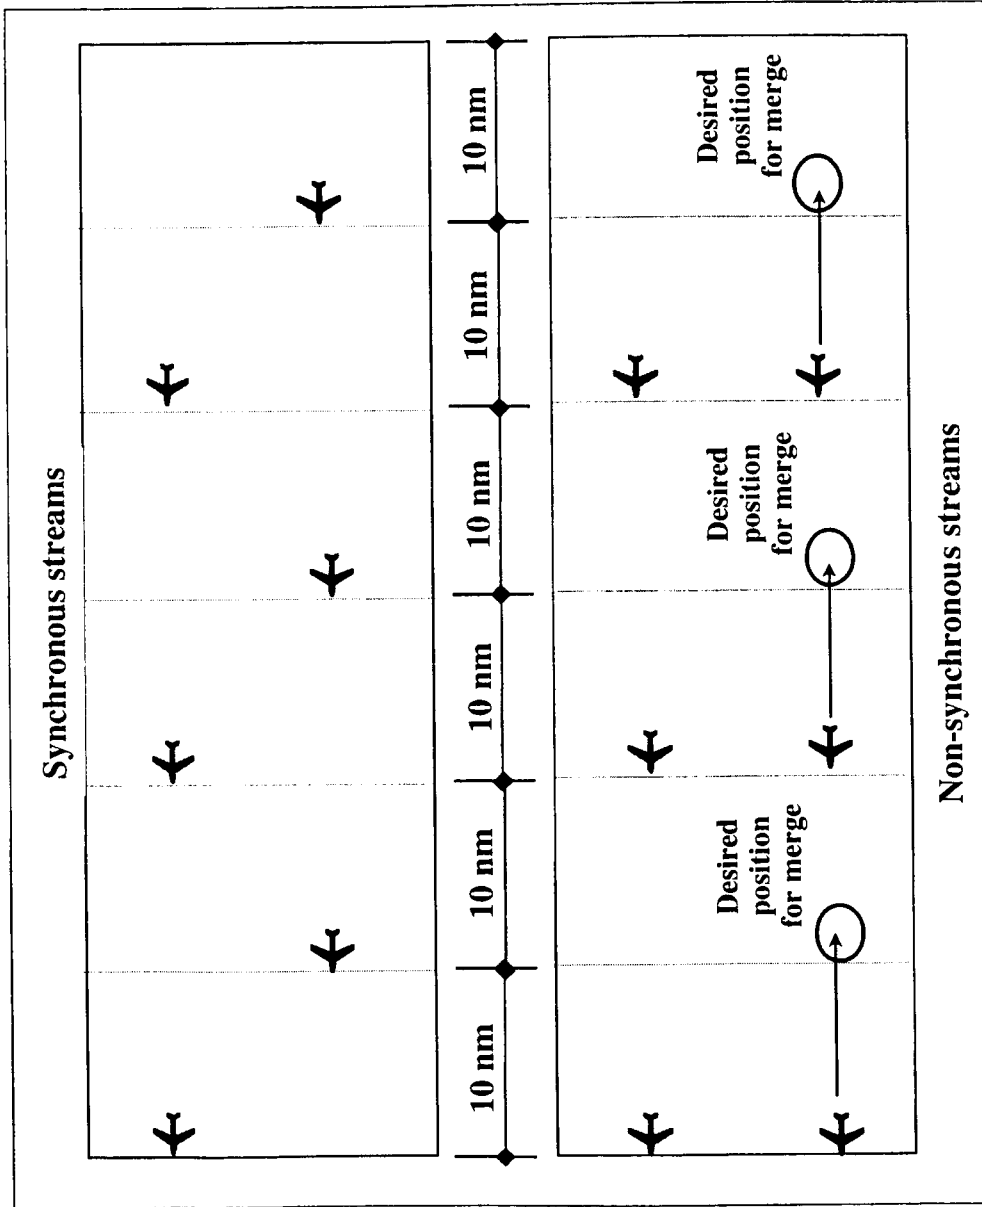 Synchronous streams
10 nm
10 nm
10 nm
10 nm
10 nm
10 nm
Desired
position
for merge
Desired
position
for merge
Desired
position
for merge
Non-synchronous streams